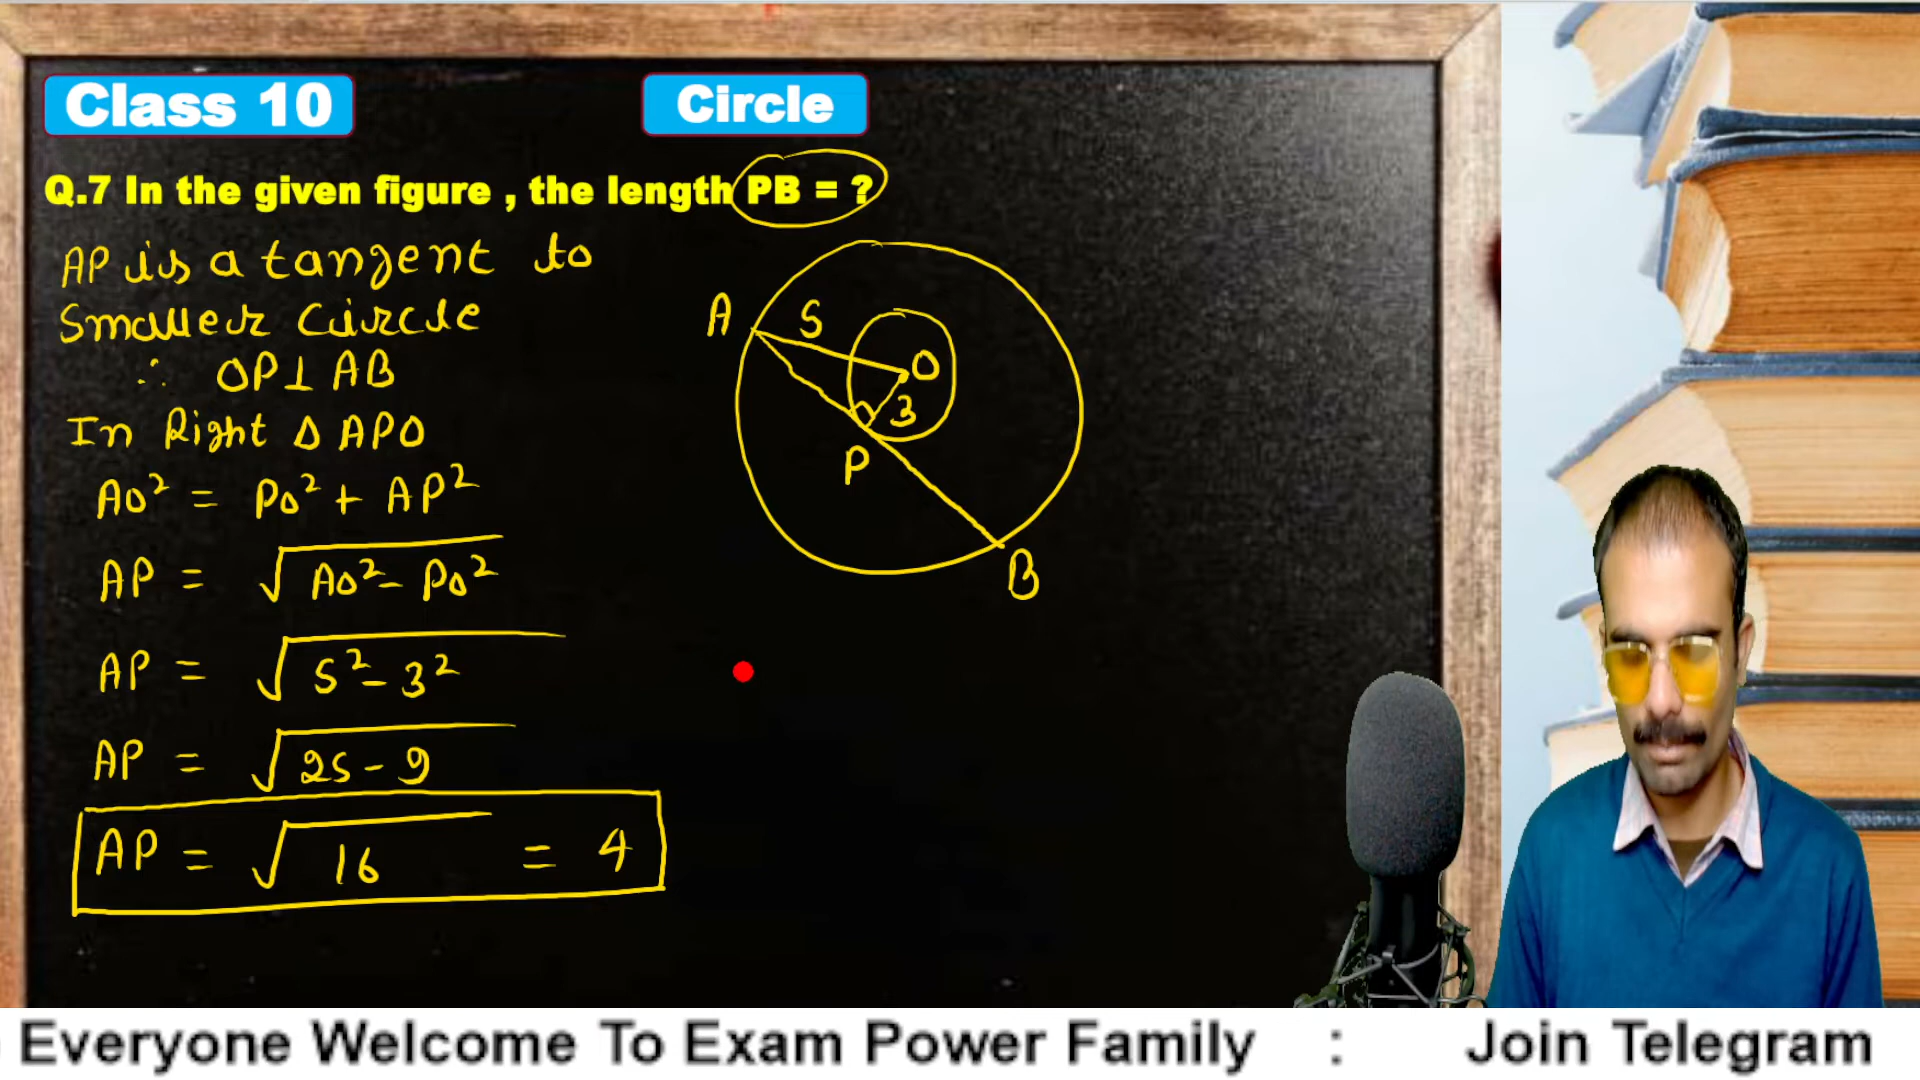 Class 10
Circle
Q.7 In the given figure , the length PB = ?
AP is a tangent to
Smaller Circle
∴ OP⊥AB
In Right Δ APO
AO² = PO² + AP²
AP = √AO² - PO²
AP = √5² - 3²
AP = √25 - 9
AP = √16 = 4
A
5
O
3
P
B
Everyone Welcome To Exam Power Family : Join Telegram